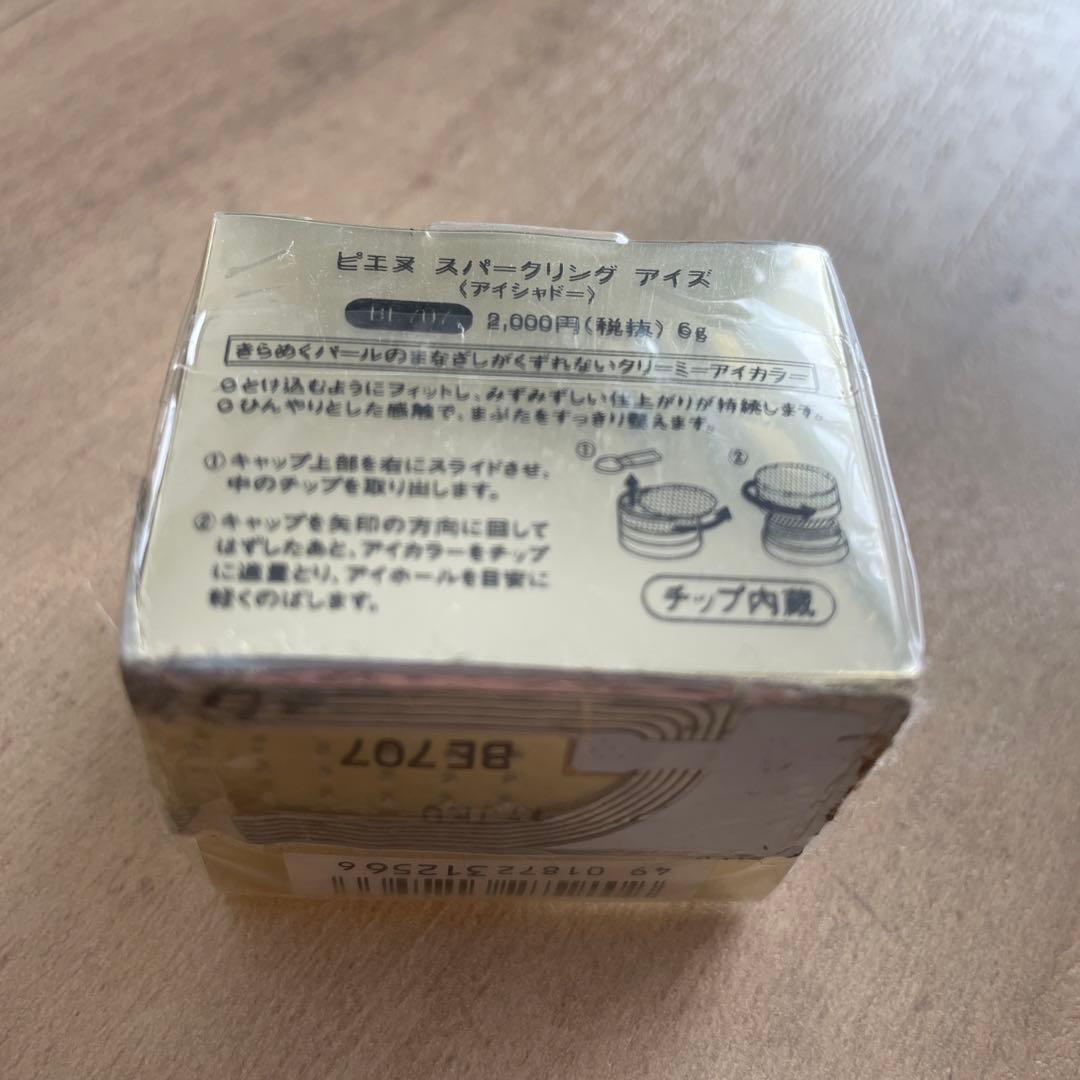 ピエヌ スパークリング アイズ
〈アイシャドー〉
BE707 2,000円(税抜) 6g
きらめくパールのまなざしがくずれないクリーミーアイカラー
とけ込むようにフィットし、みずみずしい仕上がりが持続します。
ひんやりとした感触で、まぶたをすっきり整えます。
① キャップ上部を右にスライドさせ、
中のチップを取り出します。
② キャップを矢印の方向に回して
はずしたあと、アイカラーをチップ
に適量とり、アイホールを目安に
軽くのばします。
① ②
チップ内蔵
BE707
49 01872 312566